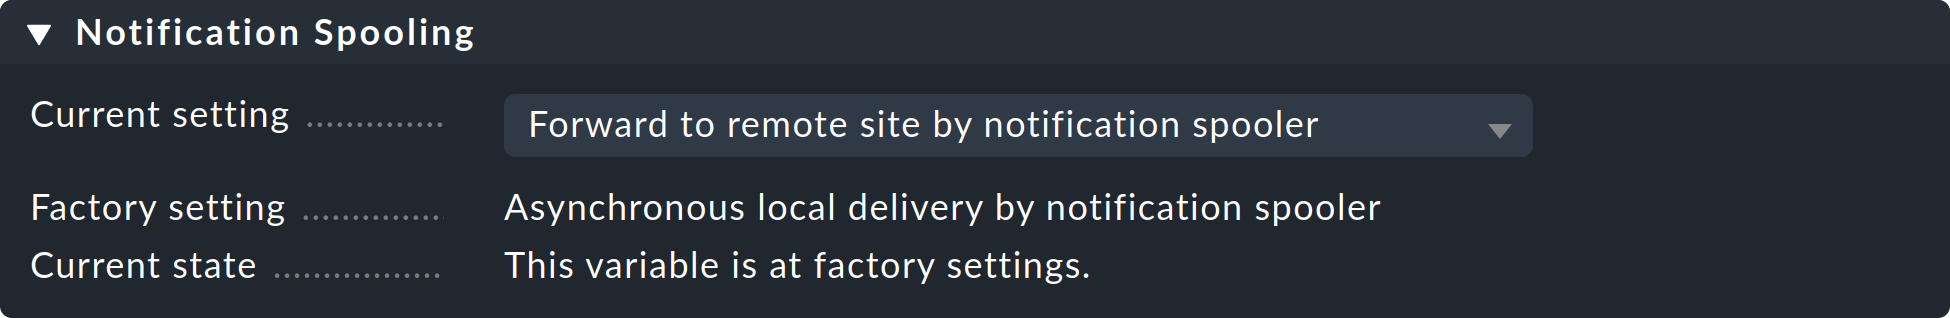 Notification Spooling
Current setting .............. Forward to remote site by notification spooler
Factory setting .............. Asynchronous local delivery by notification spooler
Current state ................. This variable is at factory settings.